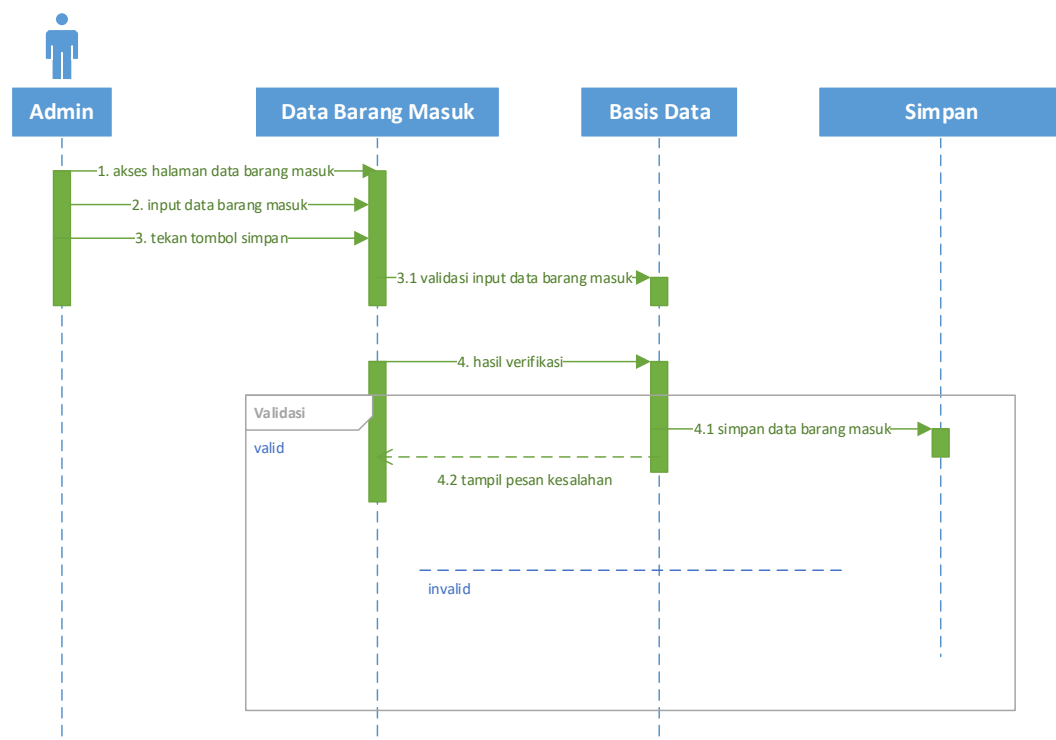 Admin
Data Barang Masuk
Basis Data
Simpan
1. akses halaman data barang masuk
2. input data barang masuk
3. tekan tombol simpan
3.1 validasi input data barang masuk
4. hasil verifikasi
Validasi
valid
4.1 simpan data barang masuk
4.2 tampil pesan kesalahan
invalid